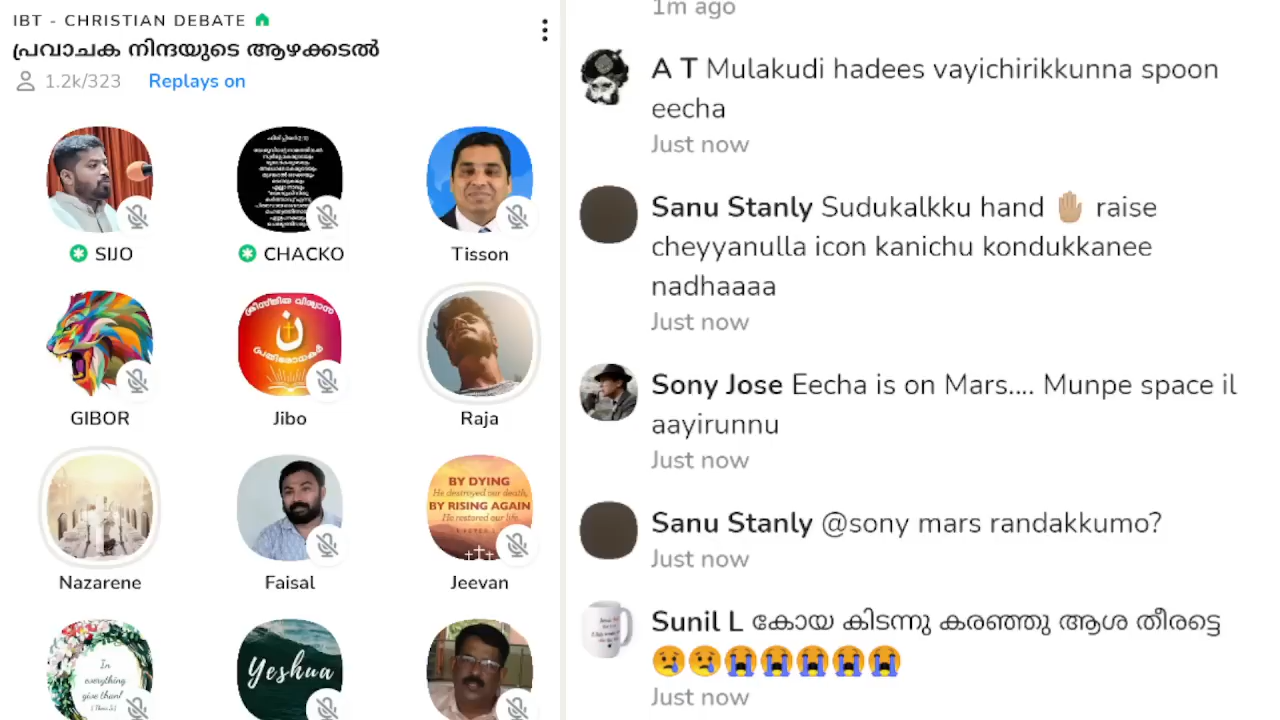 IBT - CHRISTIAN DEBATE
പ്രവാചക നിന്ദയുടെ ആഴക്കടൽ
1.2k/323 Replays on
SIJO
CHACKO
Tisson
ക്രിസ്തീയ വിശ്വാസ
ن
പ്രതിരോധകർ
GIBOR
Jibo
Raja
BY DYING
He destroyed our death,
BY RISING AGAIN
He restored our life.
Nazarene
Faisal
Jeevan
In
everything
give thanks!
Yeshua
1m ago
A T Mulakudi hadees vayichirikkunna spoon
eecha
Just now
Sanu Stanly Sudukalkku hand ✋🏼 raise
cheyyanulla icon kanichu kondukkanee
nadhaaaa
Just now
Sony Jose Eecha is on Mars.... Munpe space il
aayirunnu
Just now
Sanu Stanly @sony mars randakkumo?
Just now
Sunil L കോയ കിടന്നു കരഞ്ഞു ആശ തീരട്ടെ
😢😢😭😭😭😭😭
Just now